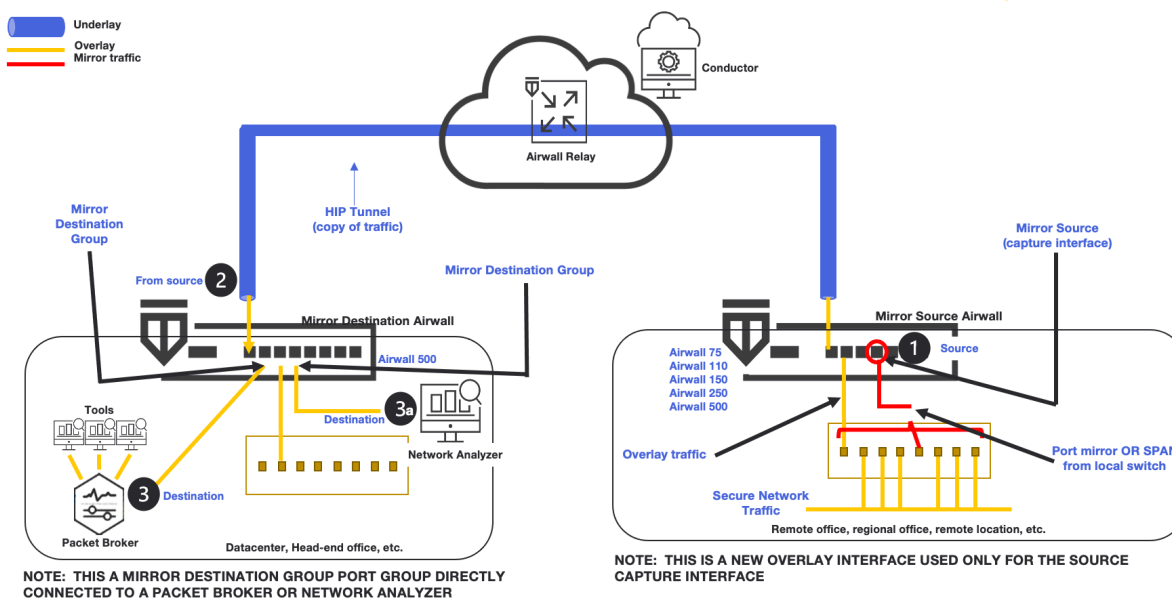 Underlay
Overlay
Mirror traffic
Conductor
Airwall Relay
HIP Tunnel
(copy of traffic)
Mirror
Destination
Group
From source
2
Mirror Destination Group
Mirror Source
(capture interface)
Mirror Destination Airwall
Airwall 500
Tools
Destination
3a
Network Analyzer
3
Destination
Packet Broker
Datacenter, Head-end office, etc.
NOTE: THIS A MIRROR DESTINATION GROUP PORT GROUP DIRECTLY
CONNECTED TO A PACKET BROKER OR NETWORK ANALYZER
Mirror Source Airwall
1
Source
Airwall 75
Airwall 110
Airwall 150
Airwall 250
Airwall 500
Overlay traffic
Port mirror OR SPAN
from local switch
Secure Network
Traffic
Remote office, regional office, remote location, etc.
NOTE: THIS IS A NEW OVERLAY INTERFACE USED ONLY FOR THE SOURCE
CAPTURE INTERFACE